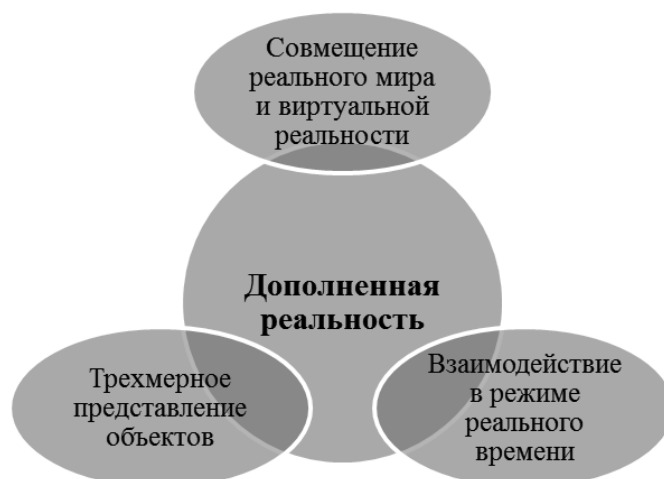 Совмещение
реального мира
и виртуальной
реальности
Дополненная
реальность
Трехмерное
представление
объектов
Взаимодействие
в режиме
реального
времени